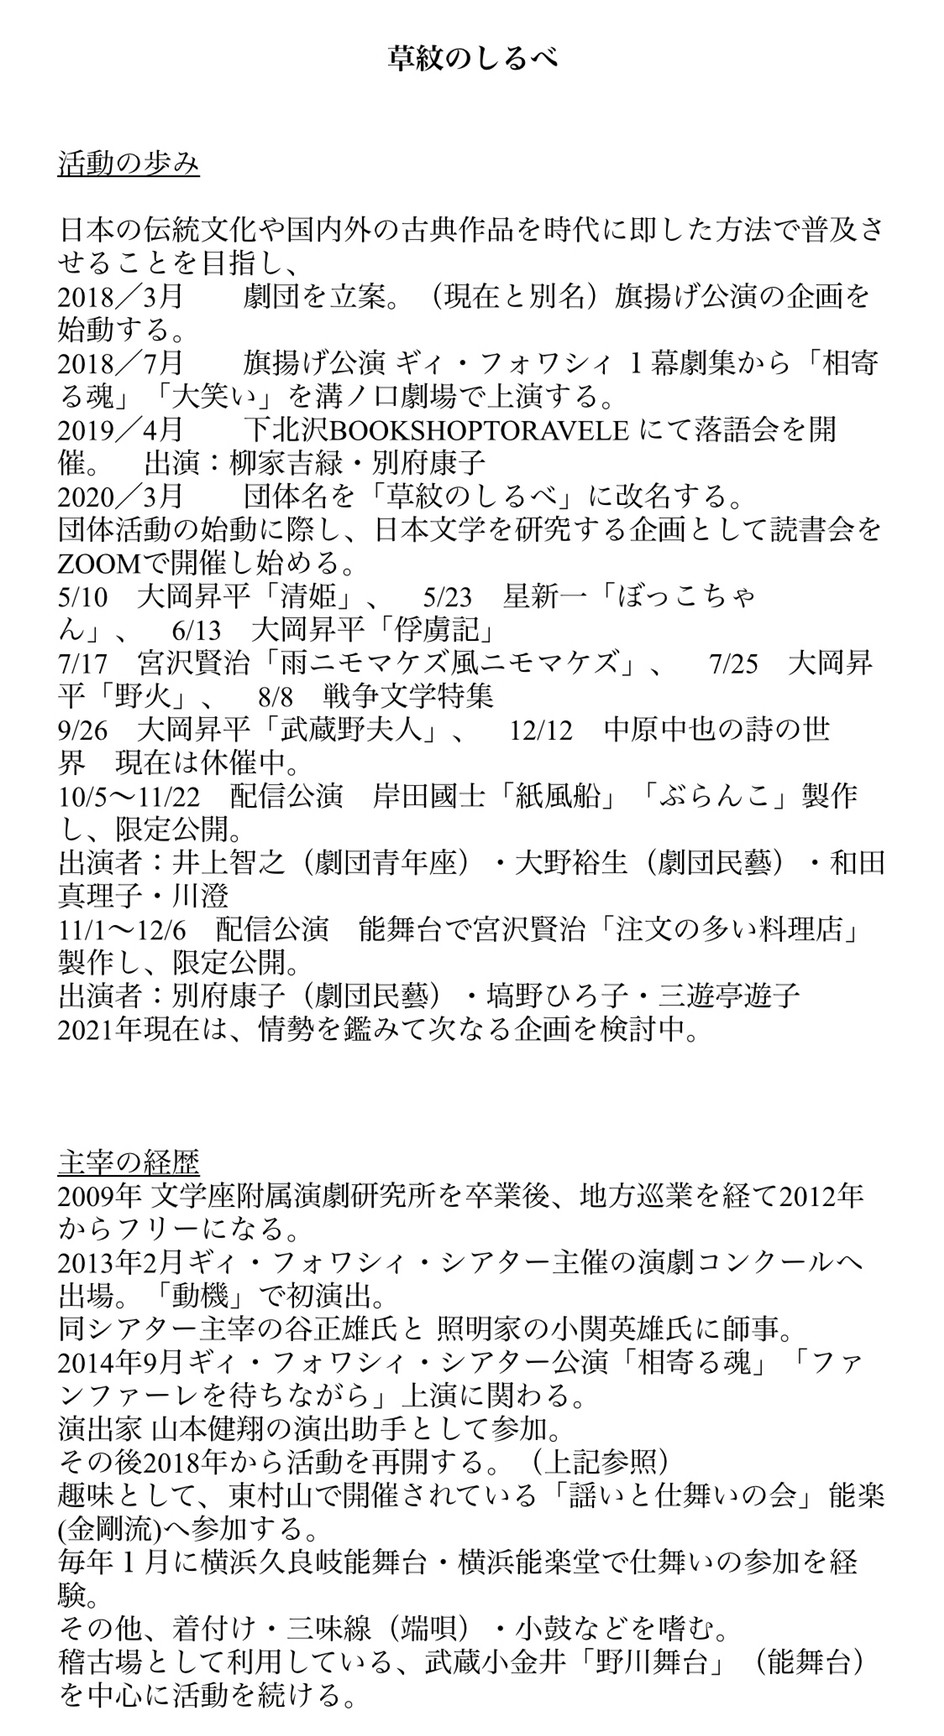 草紋のしるべ
活動の歩み
日本の伝統文化や国内外の古典作品を時代に即した方法で普及さ
せることを目指し、
2018／3月　　劇団を立案。（現在と別名）旗揚げ公演の企画を
始動する。
2018／7月　　旗揚げ公演 ギィ・フォワシィ １幕劇集から「相寄
る魂」「大笑い」を溝ノ口劇場で上演する。
2019／4月　　下北沢BOOKSHOPTORAVELE にて落語会を開
催。　出演：柳家吉緑・別府康子
2020／3月　　団体名を「草紋のしるべ」に改名する。
団体活動の始動に際し、日本文学を研究する企画として読書会を
ZOOMで開催し始める。
5/10　大岡昇平「清姫」、　5/23　星新一「ぼっこちゃ
ん」、　6/13　大岡昇平「俘虜記」
7/17　宮沢賢治「雨ニモマケズ風ニモマケズ」、　7/25　大岡昇
平「野火」、　8/8　戦争文学特集
9/26　大岡昇平「武蔵野夫人」、　12/12　中原中也の詩の世
界　現在は休催中。
10/5〜11/22　配信公演　岸田國士「紙風船」「ぶらんこ」製作
し、限定公開。
出演者：井上智之（劇団青年座）・大野裕生（劇団民藝）・和田
真理子・川澄
11/1〜12/6　配信公演　能舞台で宮沢賢治「注文の多い料理店」
製作し、限定公開。
出演者：別府康子（劇団民藝）・塙野ひろ子・三遊亭遊子
2021年現在は、情勢を鑑みて次なる企画を検討中。
主宰の経歴
2009年 文学座附属演劇研究所を卒業後、地方巡業を経て2012年
からフリーになる。
2013年2月ギィ・フォワシィ・シアター主催の演劇コンクールへ
出場。「動機」で初演出。
同シアター主宰の谷正雄氏と 照明家の小関英雄氏に師事。
2014年9月ギィ・フォワシィ・シアター公演「相寄る魂」「ファ
ンファーレを待ちながら」上演に関わる。
演出家 山本健翔の演出助手として参加。
その後2018年から活動を再開する。（上記参照）
趣味として、東村山で開催されている「謡いと仕舞いの会」能楽
(金剛流)へ参加する。
毎年１月に横浜久良岐能舞台・横浜能楽堂で仕舞いの参加を経
験。
その他、着付け・三味線（端唄）・小鼓などを嗜む。
稽古場として利用している、武蔵小金井「野川舞台」（能舞台）
を中心に活動を続ける。